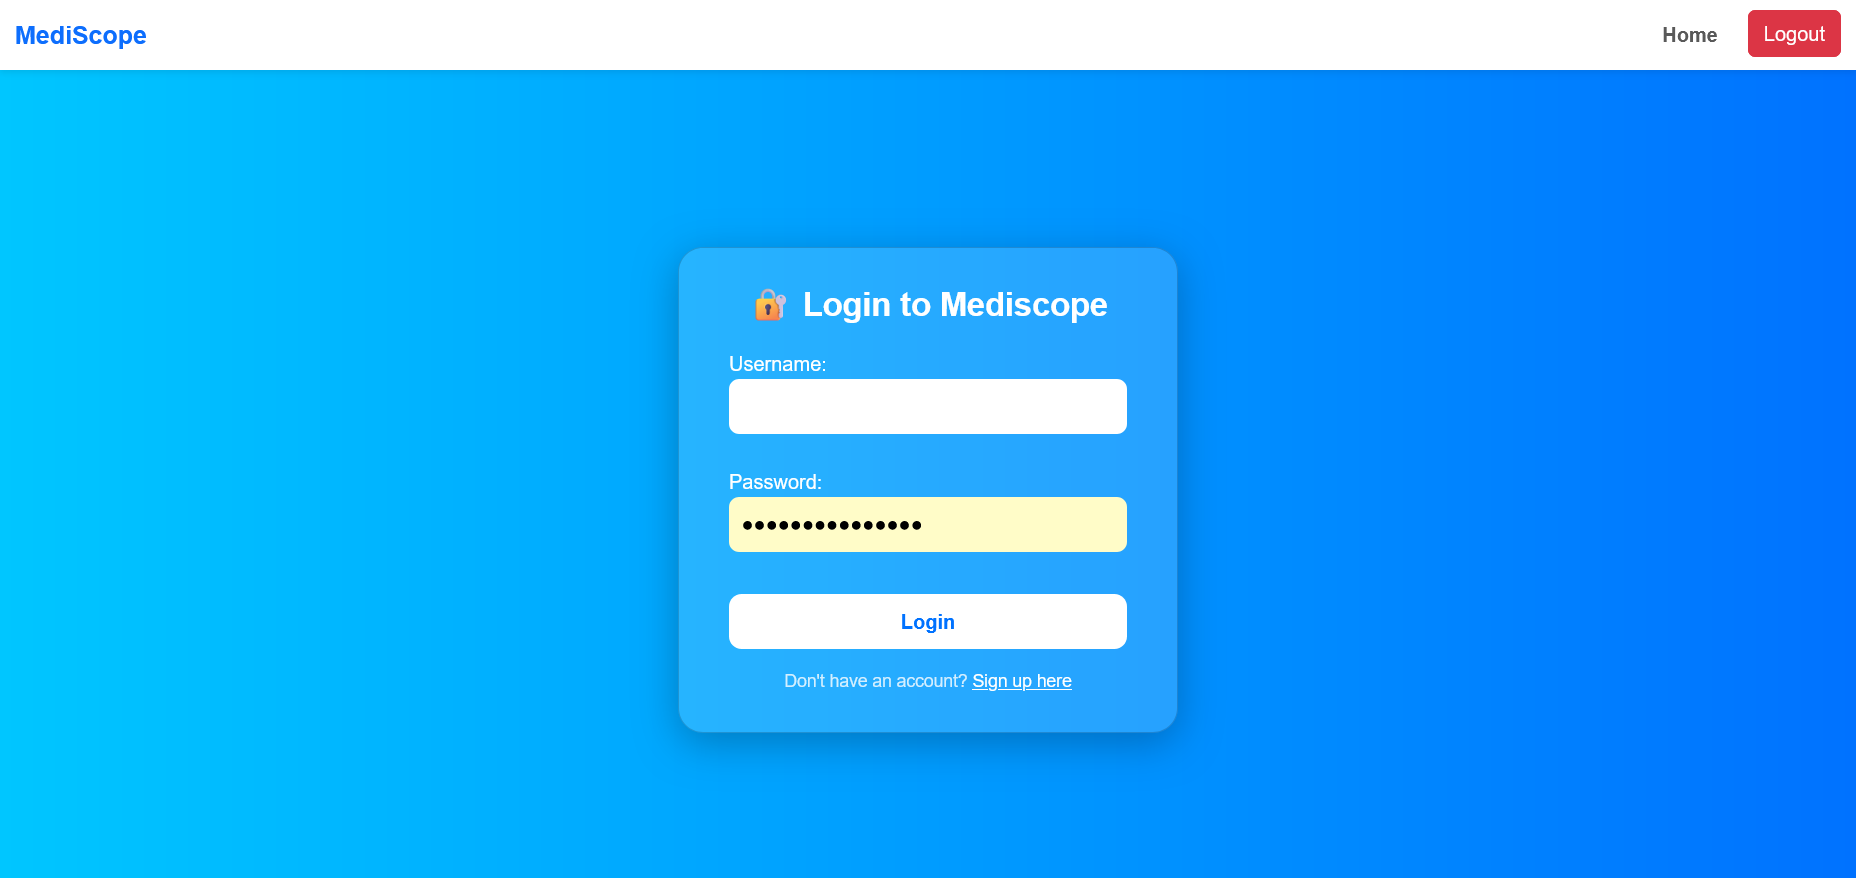 MediScope
Home
Logout
🔐 Login to Mediscope
Username:
Password:
●●●●●●●●●●●●●●●
Login
Don't have an account? Sign up here